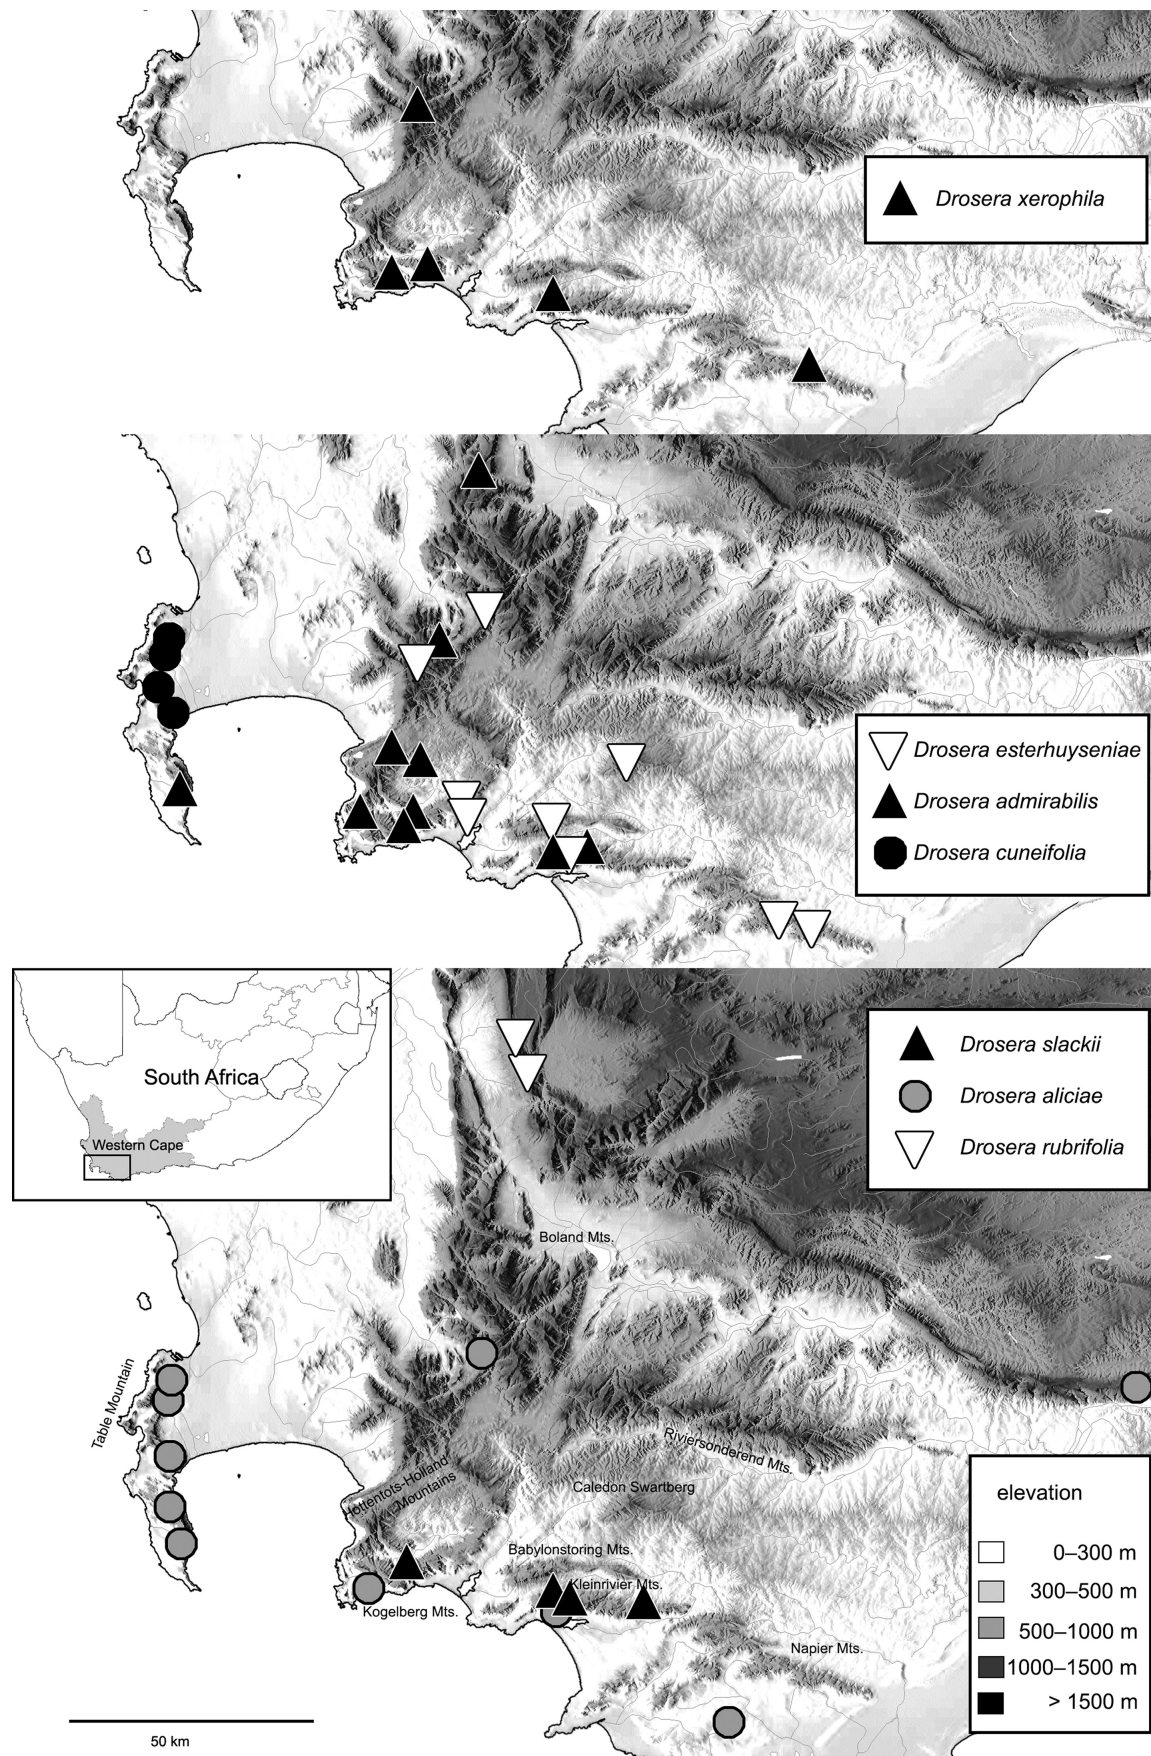 Drosera xerophila
Drosera esterhuyseniae
Drosera admirabilis
Drosera cuneifolia
South Africa
Western Cape
Drosera slackii
Drosera aliciae
Drosera rubrifolia
Boland Mts.
Table Mountain
Riviersonderend Mts.
Hottentots-Holland
Mountains
Caledon Swartberg
Babylonstoring Mts.
Kleinrivier Mts.
Kogelberg Mts.
Napier Mts.
elevation
0–300 m
300–500 m
500–1000 m
1000–1500 m
> 1500 m
50 km